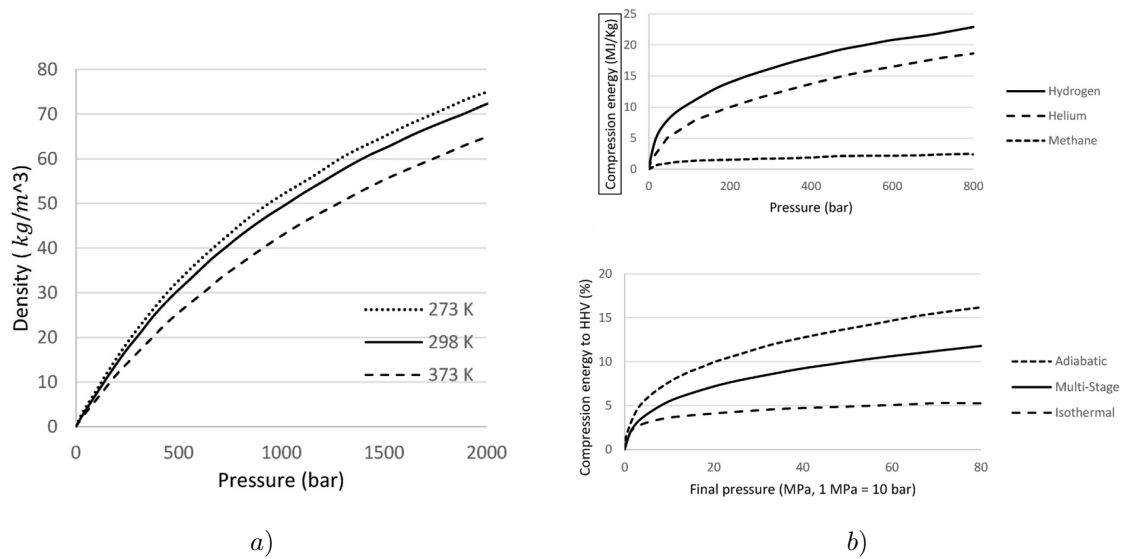 80
70
60
50
40
30
20
10
0
Density ( kg/m^3)
273 K
298 K
373 K
0 500 1000 1500 2000
Pressure (bar)
a)
25
20
15
10
5
0
Compression energy (MJ/Kg)
Hydrogen
Helium
Methane
0 200 400 600 800
Pressure (bar)
20
15
10
5
0
Compression energy to HHV (%)
Adiabatic
Multi-Stage
Isothermal
0 20 40 60 80
Final pressure (MPa, 1 MPa = 10 bar)
b)